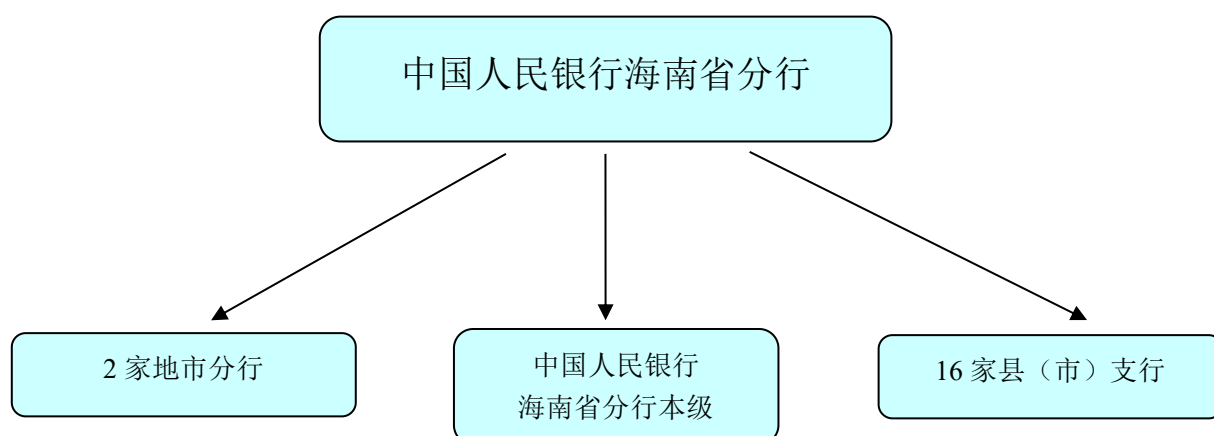 中国人民银行海南省分行
2 家地市分行
中国人民银行
海南省分行本级
16 家县（市）支行